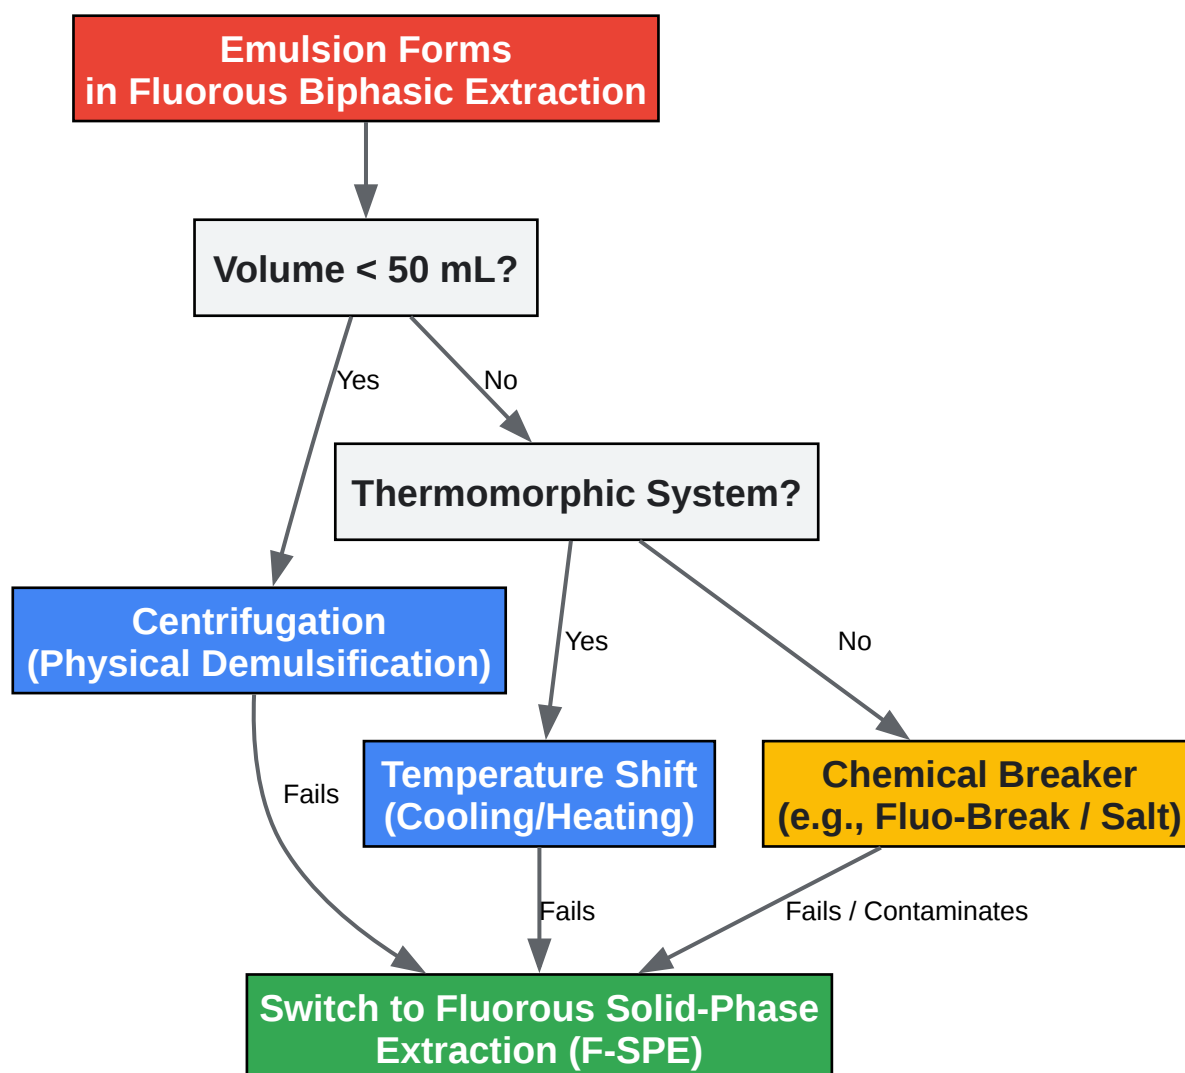 Emulsion Forms
in Fluorous Biphasic Extraction
Volume < 50 mL?
Yes
No
Thermomorphic System?
Centrifugation
(Physical Demulsification)
Yes
No
Temperature Shift
(Cooling/Heating)
Chemical Breaker
(e.g., Fluo-Break / Salt)
Fails
Fails
Fails / Contaminates
Switch to Fluorous Solid-Phase
Extraction (F-SPE)